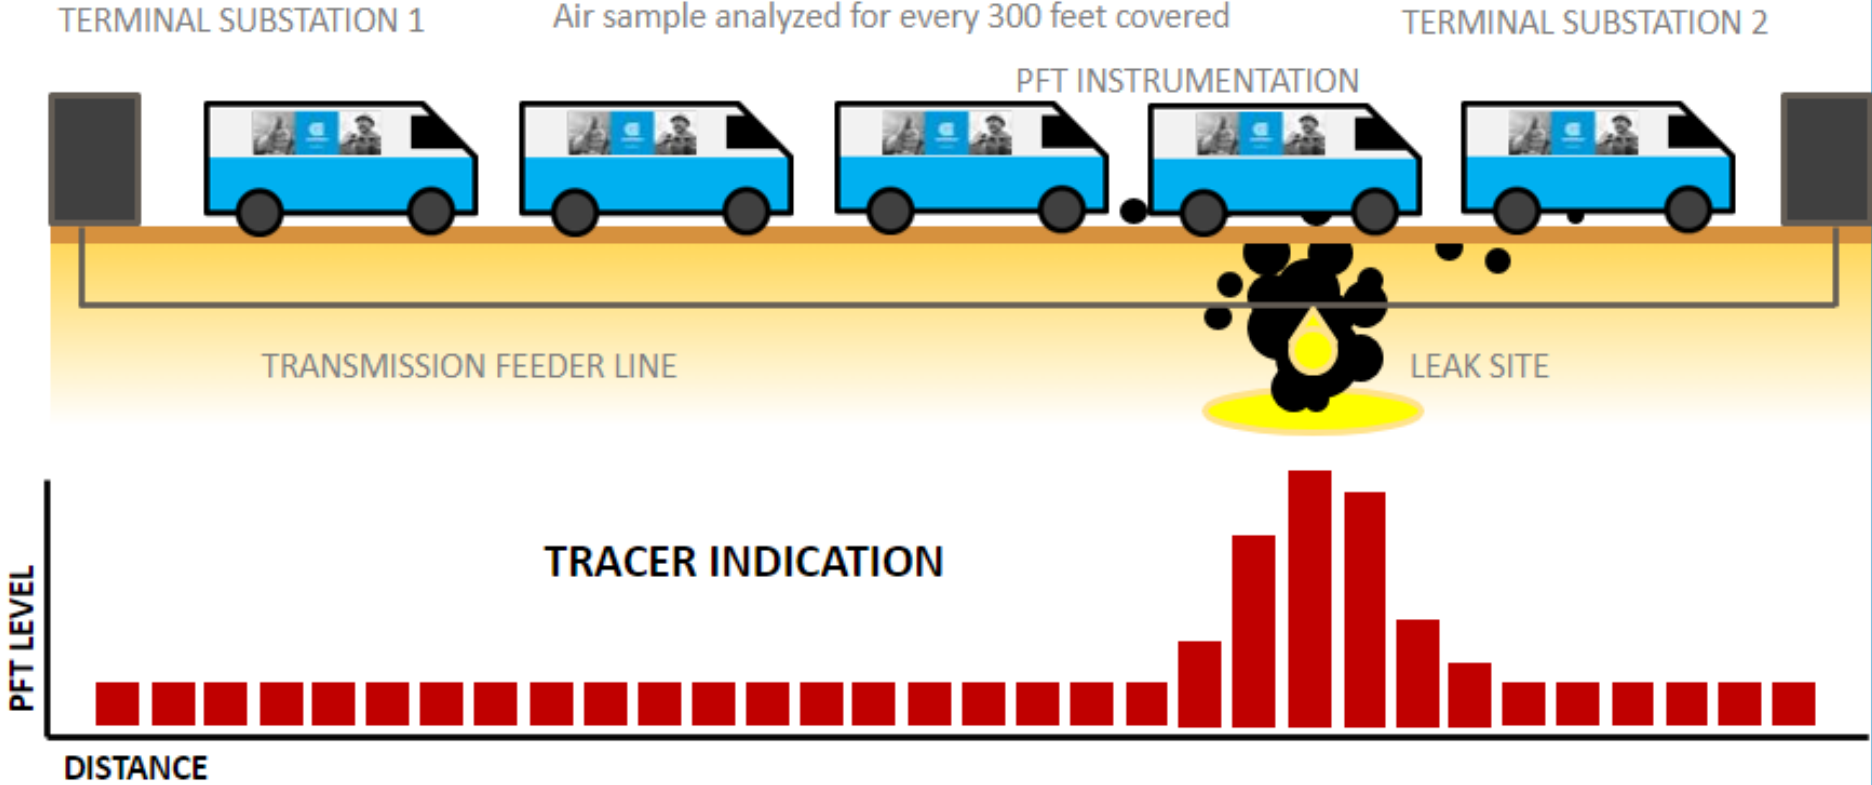 TERMINAL SUBSTATION 1
Air sample analyzed for every 300 feet covered
TERMINAL SUBSTATION 2
PFT INSTRUMENTATION
TRANSMISSION FEEDER LINE
LEAK SITE
TRACER INDICATION
PFT LEVEL
DISTANCE